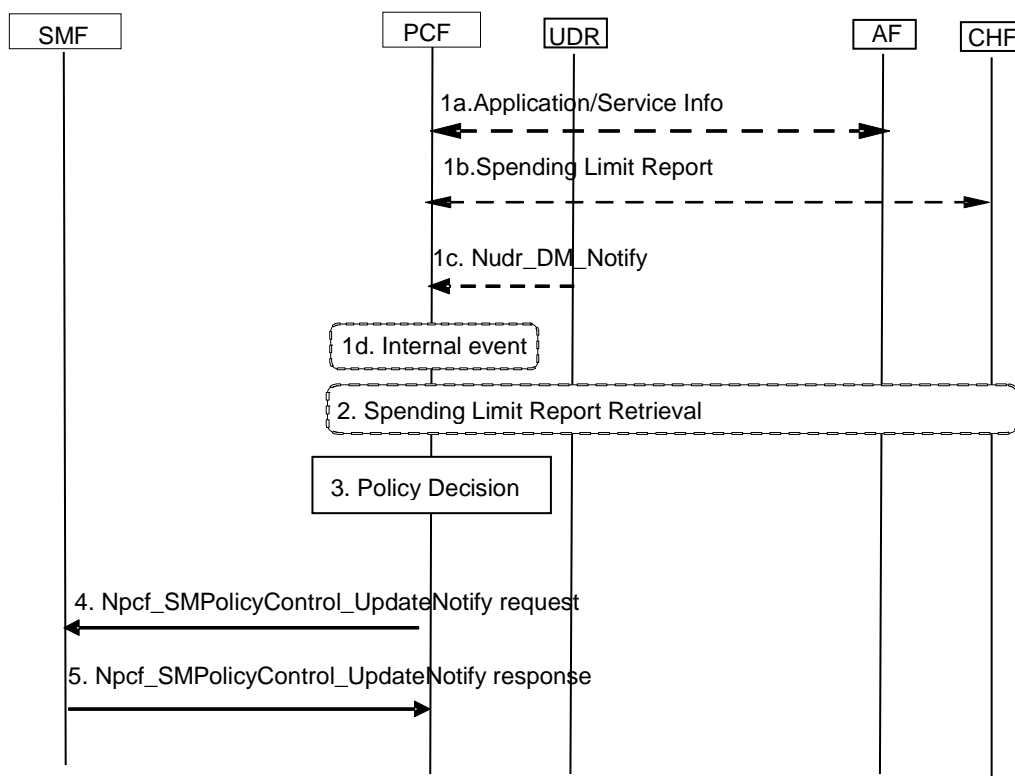 SMF
PCF
UDR
AF
CHF
1a.Application/Service Info
1b.Spending Limit Report
1c. Nudr_DM_Notify
1d. Internal event
2. Spending Limit Report Retrieval
3. Policy Decision
4. Npcf_SMPolicyControl_UpdateNotify request
5. Npcf_SMPolicyControl_UpdateNotify response